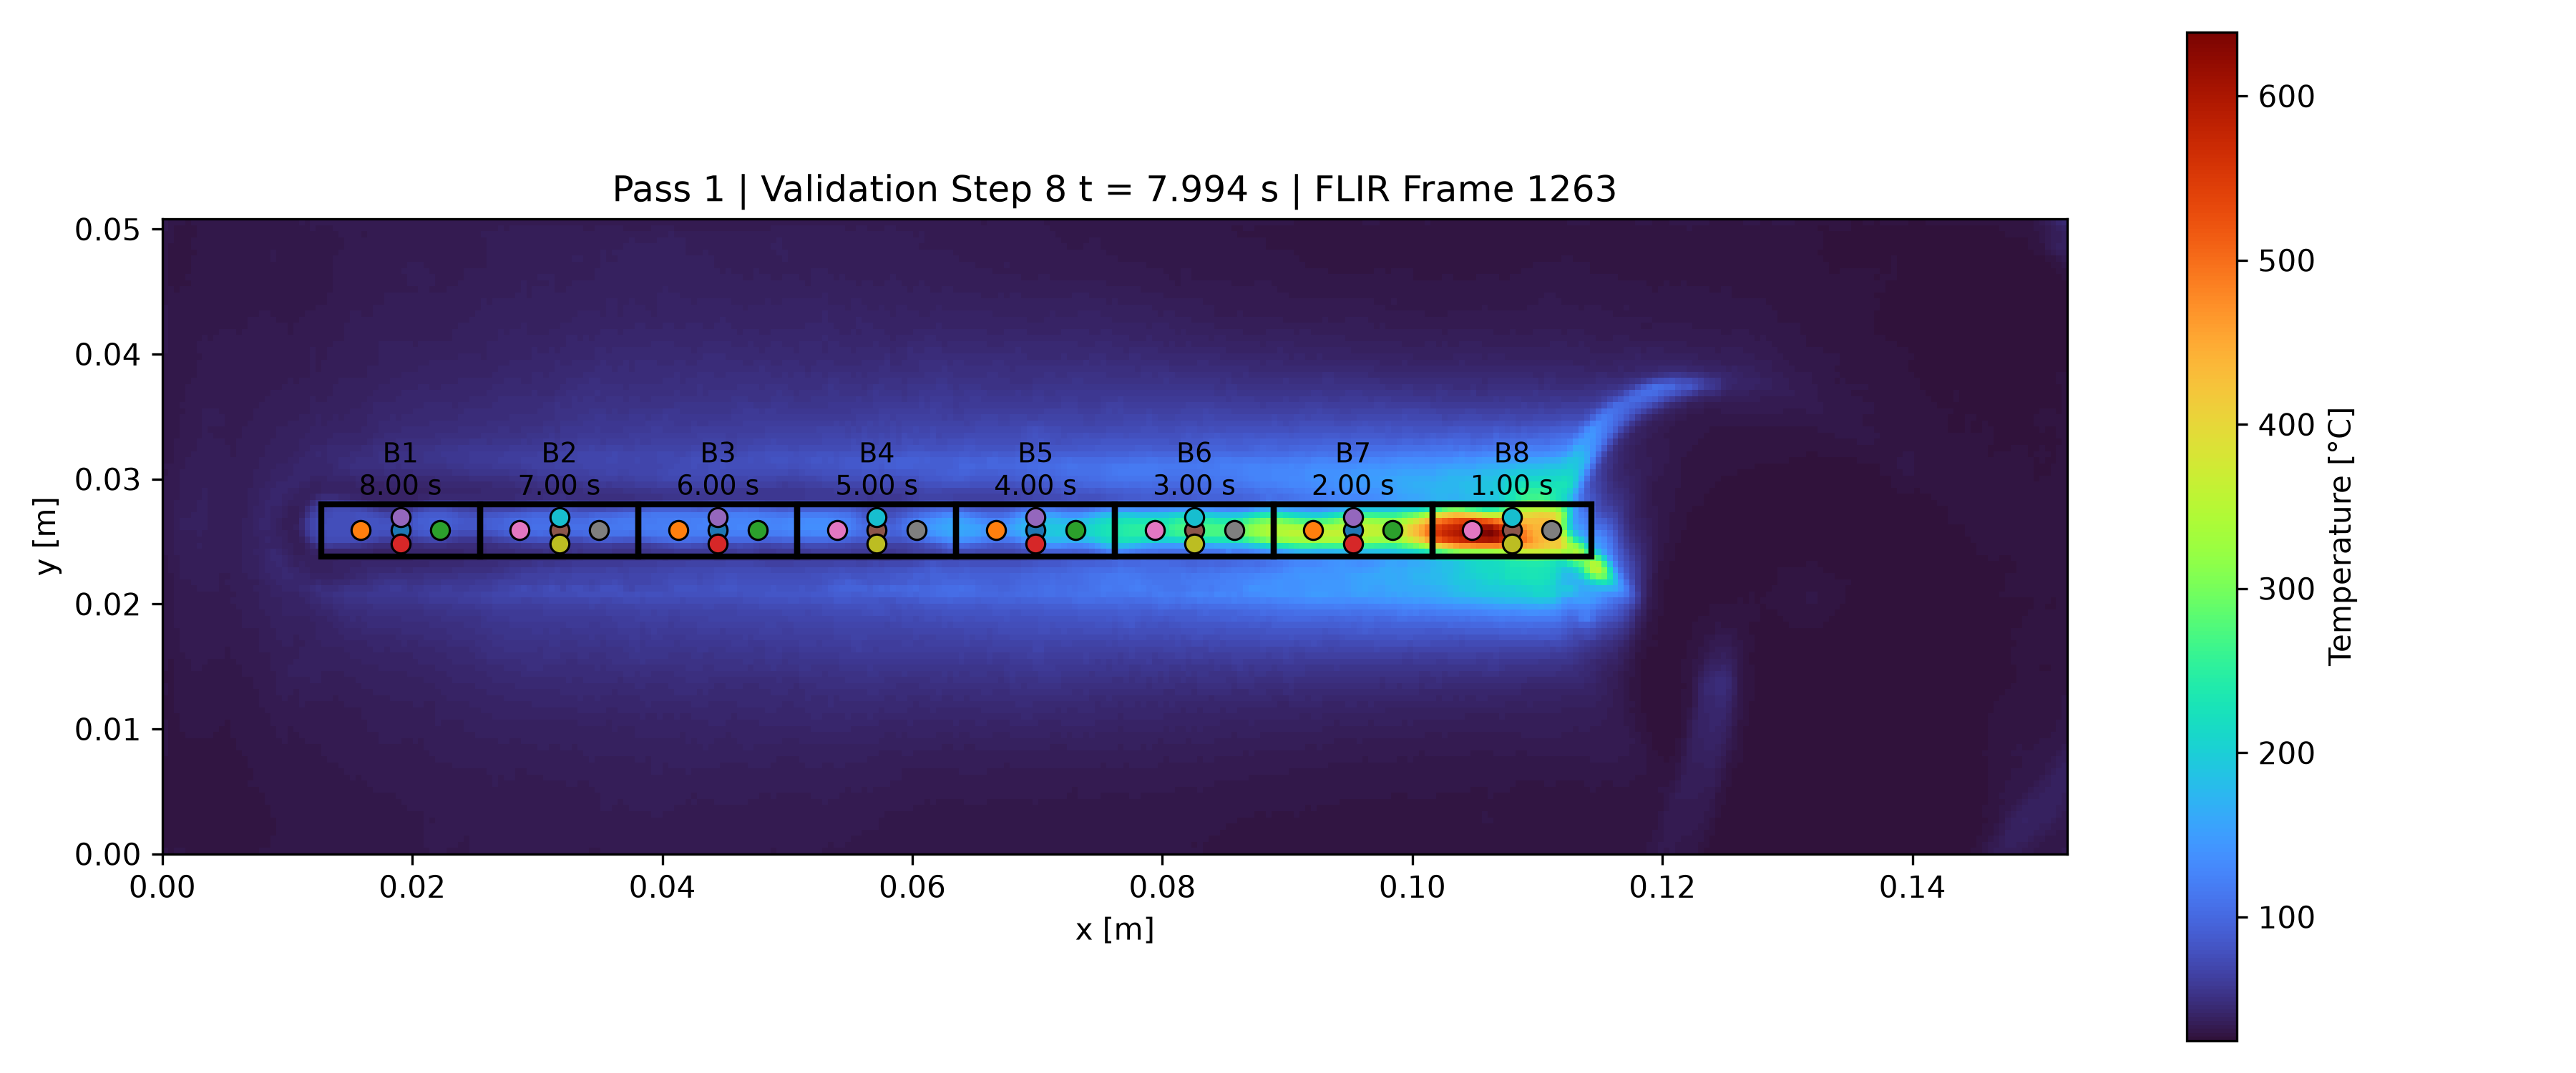 Pass 1 | Validation Step 8 t = 7.994 s | FLIR Frame 1263
0.05
0.04
0.03
0.02
0.01
0.00
y [m]
B1
8.00 s
B2
7.00 s
B3
6.00 s
B4
5.00 s
B5
4.00 s
B6
3.00 s
B7
2.00 s
B8
1.00 s
0.00
0.02
0.04
0.06
0.08
0.10
0.12
0.14
x [m]
600
500
400
300
200
100
Temperature [°C]